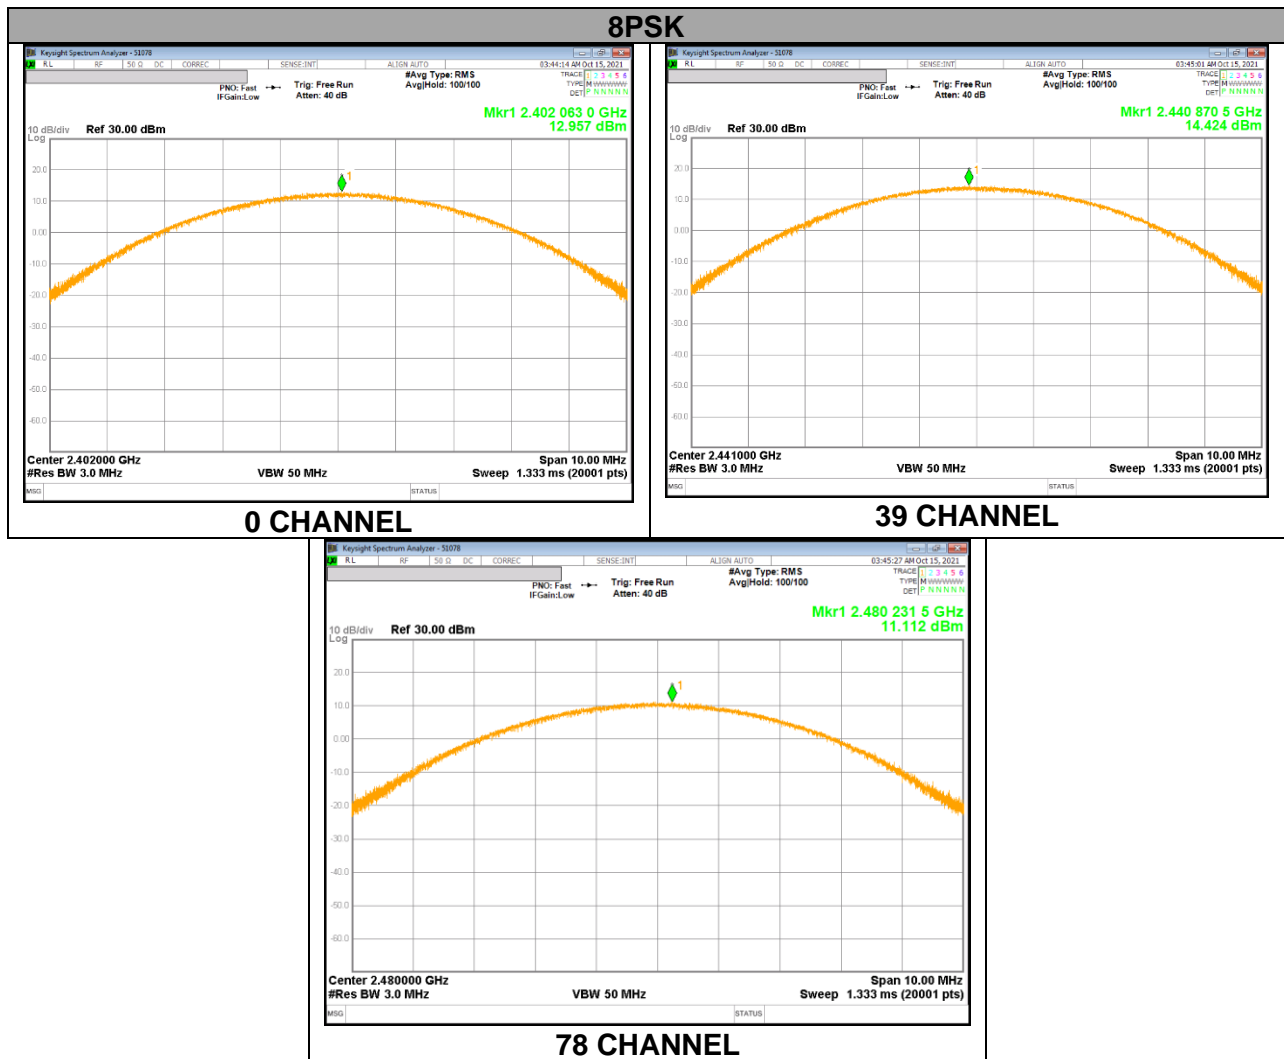 8PSK
Keysight Spectrum Analyzer - 51078
RL RF 50 Ω DC CORREC SENSE:INT ALIGN AUTO 03:44:14 AM Oct 15, 2021
#Avg Type: RMS TRACE 1 2 3 4 5 6
PNO: Fast Trig: Free Run Avg|Hold: 100/100 TYPE M WWWWW
IFGain:Low Atten: 40 dB DET P N N N N N
Mkr1 2.402 063 0 GHz
12.957 dBm
10 dB/div Ref 30.00 dBm
Log
20.0
1
10.0
0.00
-10.0
-20.0
-30.0
-40.0
-50.0
-60.0
Center 2.402000 GHz Span 10.00 MHz
#Res BW 3.0 MHz VBW 50 MHz Sweep 1.333 ms (20001 pts)
MSG STATUS
0 CHANNEL
Keysight Spectrum Analyzer - 51078
RL RF 50 Ω DC CORREC SENSE:INT ALIGN AUTO 03:45:01 AM Oct 15, 2021
#Avg Type: RMS TRACE 1 2 3 4 5 6
PNO: Fast Trig: Free Run Avg|Hold: 100/100 TYPE M WWWWW
IFGain:Low Atten: 40 dB DET P N N N N N
Mkr1 2.440 870 5 GHz
14.424 dBm
10 dB/div Ref 30.00 dBm
Log
20.0
1
10.0
0.00
-10.0
-20.0
-30.0
-40.0
-50.0
-60.0
Center 2.441000 GHz Span 10.00 MHz
#Res BW 3.0 MHz VBW 50 MHz Sweep 1.333 ms (20001 pts)
MSG STATUS
39 CHANNEL
Keysight Spectrum Analyzer - 51078
RL RF 50 Ω DC CORREC SENSE:INT ALIGN AUTO 03:45:27 AM Oct 15, 2021
#Avg Type: RMS TRACE 1 2 3 4 5 6
PNO: Fast Trig: Free Run Avg|Hold: 100/100 TYPE M WWWWW
IFGain:Low Atten: 40 dB DET P N N N N N
Mkr1 2.480 231 5 GHz
11.112 dBm
10 dB/div Ref 30.00 dBm
Log
20.0
1
10.0
0.00
-10.0
-20.0
-30.0
-40.0
-50.0
-60.0
Center 2.480000 GHz Span 10.00 MHz
#Res BW 3.0 MHz VBW 50 MHz Sweep 1.333 ms (20001 pts)
MSG STATUS
78 CHANNEL